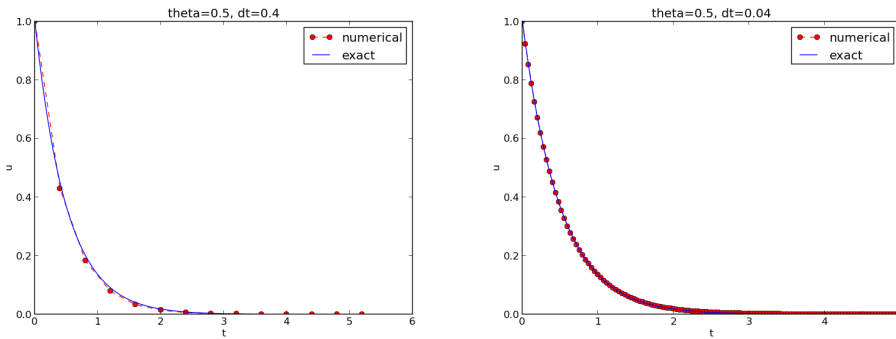 theta=0.5, dt=0.4
1.0
0.8
0.6
0.4
0.2
0.0
u
0 1 2 3 4 5 6
t
numerical
exact
theta=0.5, dt=0.04
1.0
0.8
0.6
0.4
0.2
0.0
u
0 1 2 3 4
t
numerical
exact